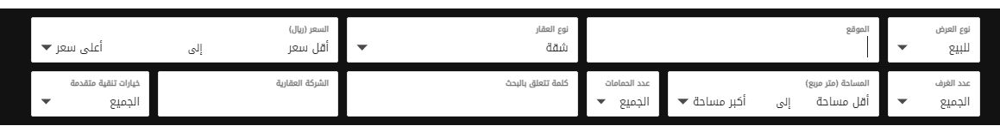 نوع العرض
للبيع
الموقع
نوع العقار
شقة
السعر (ريال)
أقل سعر إلى أعلى سعر
عدد الغرف
الجميع
المساحة (متر مربع)
أقل مساحة إلى أكبر مساحة
عدد الحمامات
الجميع
كلمة تتعلق بالبحث
الشركة العقارية
خيارات تنقية متقدمة
الجميع